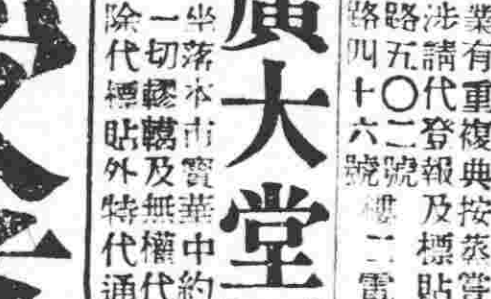 業有重複典按蒸嘗
涉請代登報及標貼
路五〇二號
路四十六號
樓二電
廣大堂
坐落本市寶華中約
一切轇轕及無權代
除代標貼外特代通